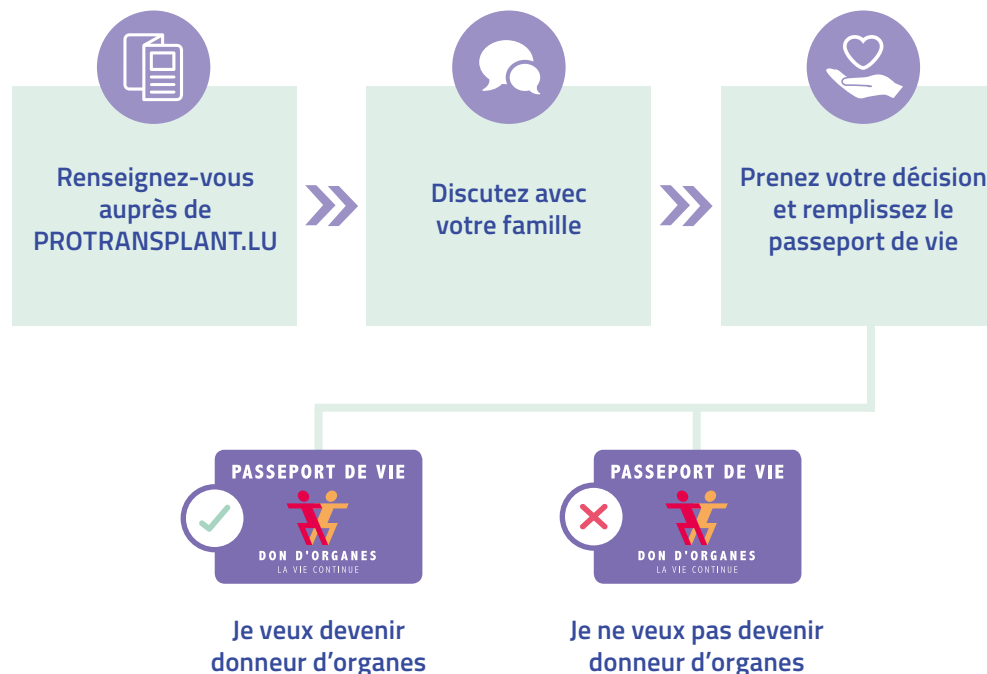 Renseignez-vous
auprès de
PROTRANSPLANT.LU
Discutez avec
votre famille
Prenez votre décision
et remplissez le
passeport de vie
PASSEPORT DE VIE
DON D'ORGANES
LA VIE CONTINUE
Je veux devenir
donneur d’organes
PASSEPORT DE VIE
DON D'ORGANES
LA VIE CONTINUE
Je ne veux pas devenir
donneur d’organes